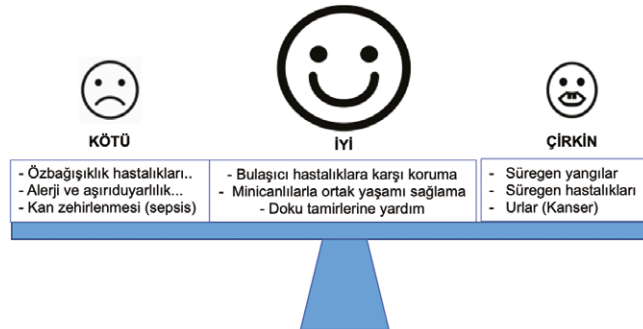 KÖTÜ
- Özbağışıklık hastalıkları..
- Alerji ve aşırıduyarlılık...
- Kan zehirlenmesi (sepsis)
İYİ
- Bulaşıcı hastalıklara karşı koruma
- Minicanlılarla ortak yaşamı sağlama
- Doku tamirlerine yardım
ÇİRKİN
- Süregen yangılar
- Süregen hastalıkları
- Urlar (Kanser)